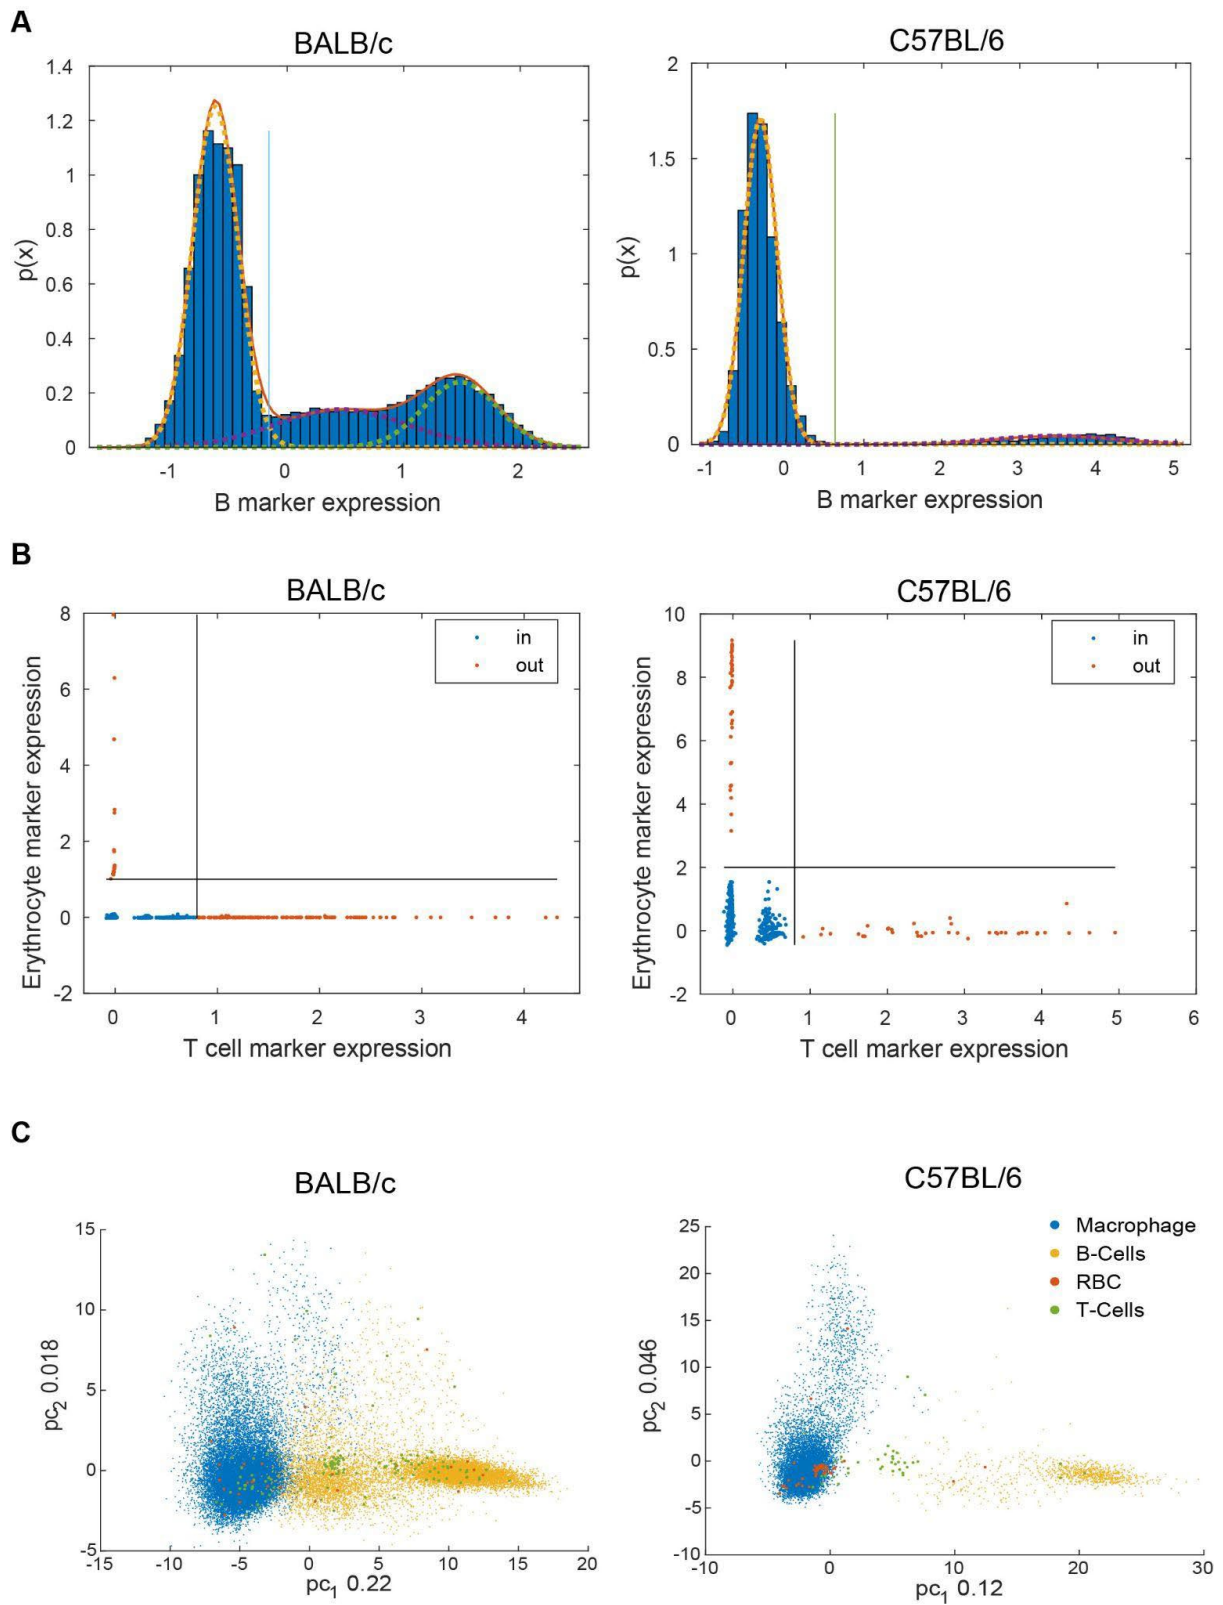 A
BALB/c
C57BL/6
1.4
1.2
1
0.8
0.6
0.4
0.2
0
p(x)
-1
0
1
2
B marker expression
2
1.5
1
0.5
0
p(x)
-1
0
1
2
3
4
5
B marker expression
B
BALB/c
C57BL/6
8
6
4
2
0
-2
Erythrocyte marker expression
in
out
0
1
2
3
4
T cell marker expression
10
8
6
4
2
0
-2
Erythrocyte marker expression
in
out
0
1
2
3
4
5
6
T cell marker expression
C
BALB/c
C57BL/6
15
10
5
0
-5
pc2 0.018
-15
-10
-5
0
5
10
15
20
pc1 0.22
25
20
15
10
5
0
-5
-10
pc2 0.046
Macrophage
B-Cells
RBC
T-Cells
-10
0
10
20
30
pc1 0.12